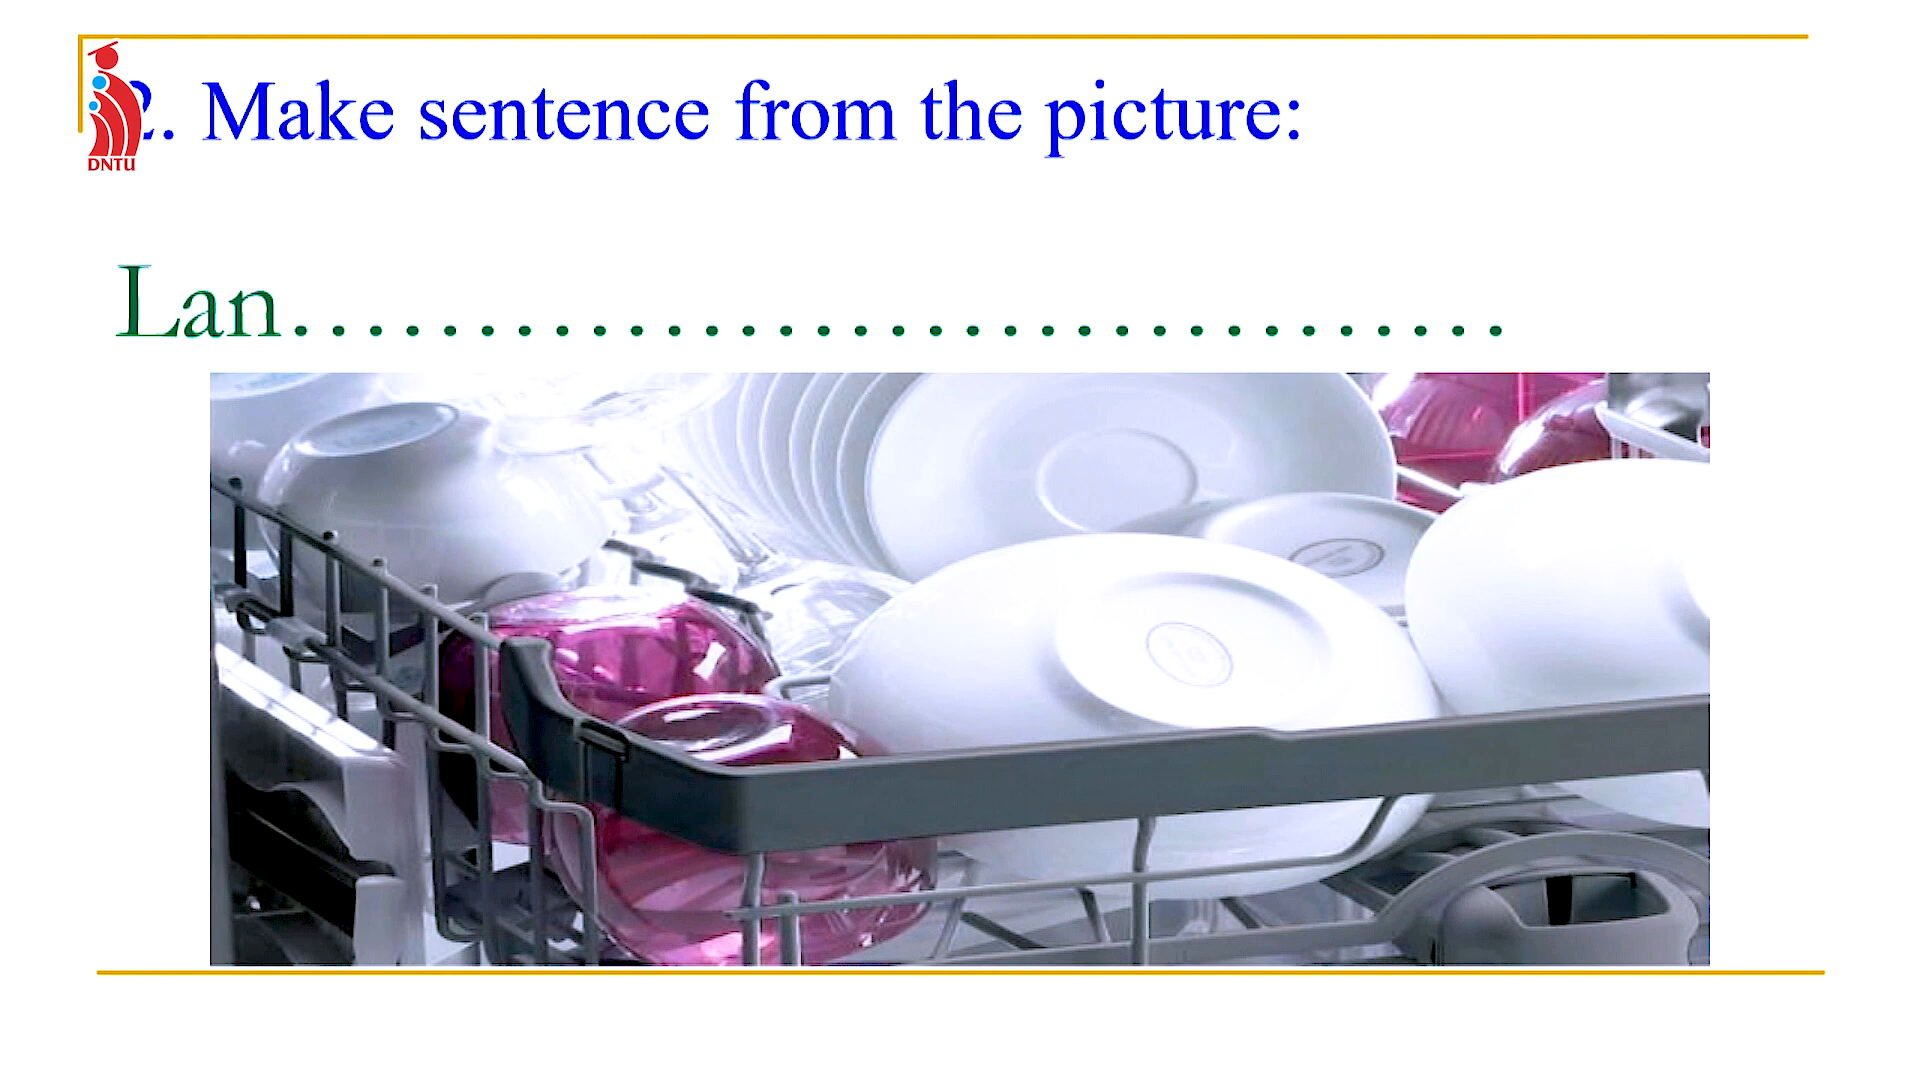 2. Make sentence from the picture:
DNTU
Lan.................................